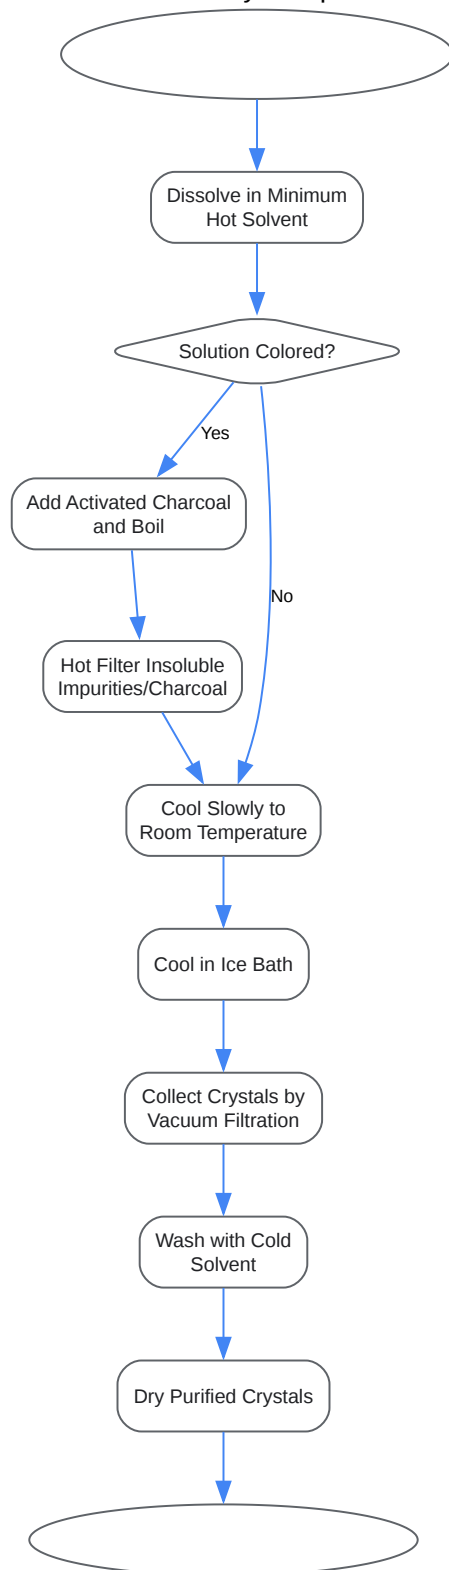 Dissolve in Minimum
Hot Solvent
Solution Colored?
Yes
Add Activated Charcoal
and Boil
No
Hot Filter Insoluble
Impurities/Charcoal
Cool Slowly to
Room Temperature
Cool in Ice Bath
Collect Crystals by
Vacuum Filtration
Wash with Cold
Solvent
Dry Purified Crystals